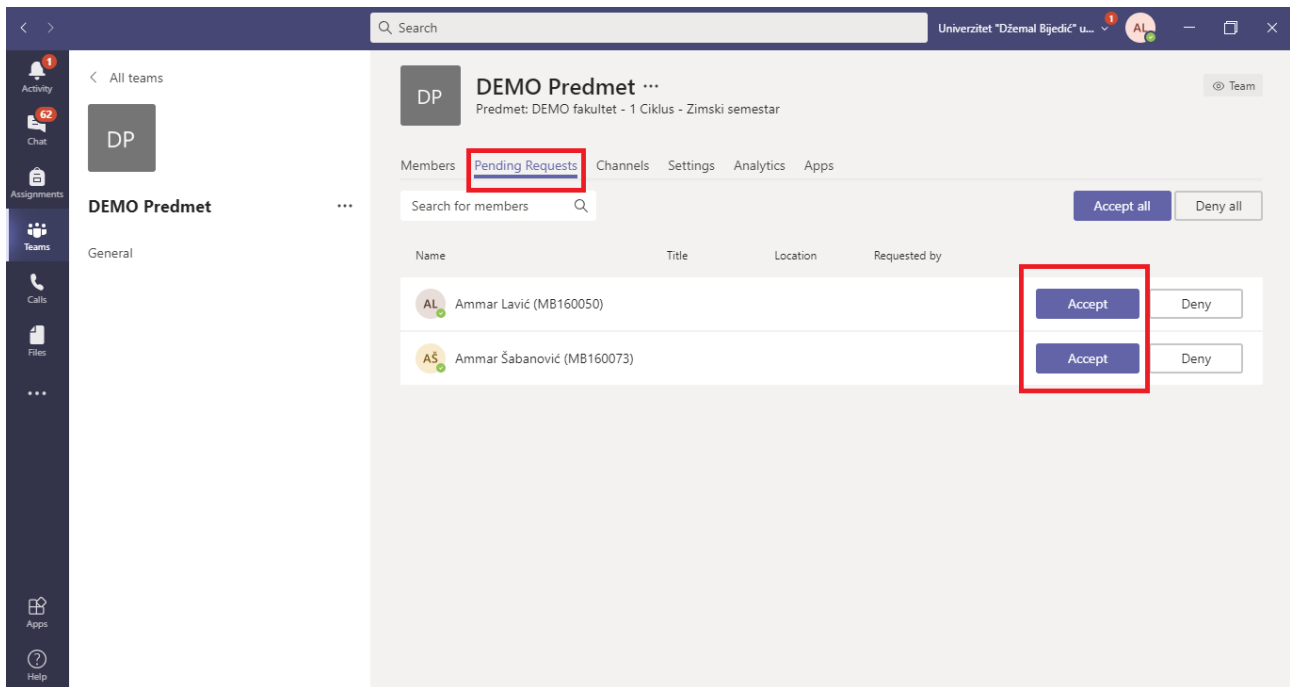 Search
Univerzitet "Džemal Bijedić" u...
1
AL
1
Activity
62
Chat
Assignments
Teams
Calls
Files
Apps
Help
All teams
DP
DEMO Predmet
General
DP
DEMO Predmet
Predmet: DEMO fakultet - 1 Ciklus - Zimski semestar
Team
Members Pending Requests Channels Settings Analytics Apps
Search for members
Accept all Deny all
Name Title Location Requested by
AL Ammar Lavić (MB160050) Accept Deny
AŠ Ammar Šabanović (MB160073) Accept Deny